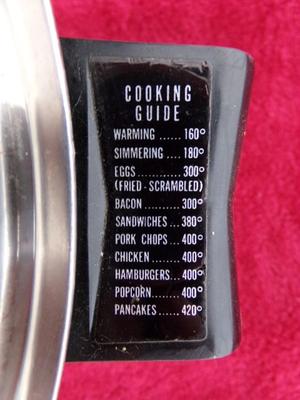 COOKING
GUIDE
WARMING ...... 160°
SIMMERING .... 180°
EGGS ............ 300°
(FRIED - SCRAMBLED)
BACON .......... 300°
SANDWICHES ... 380°
PORK CHOPS ... 400°
CHICKEN ....... 400°
HAMBURGERS ... 400°
POPCORN ....... 400°
PANCAKES ...... 420°